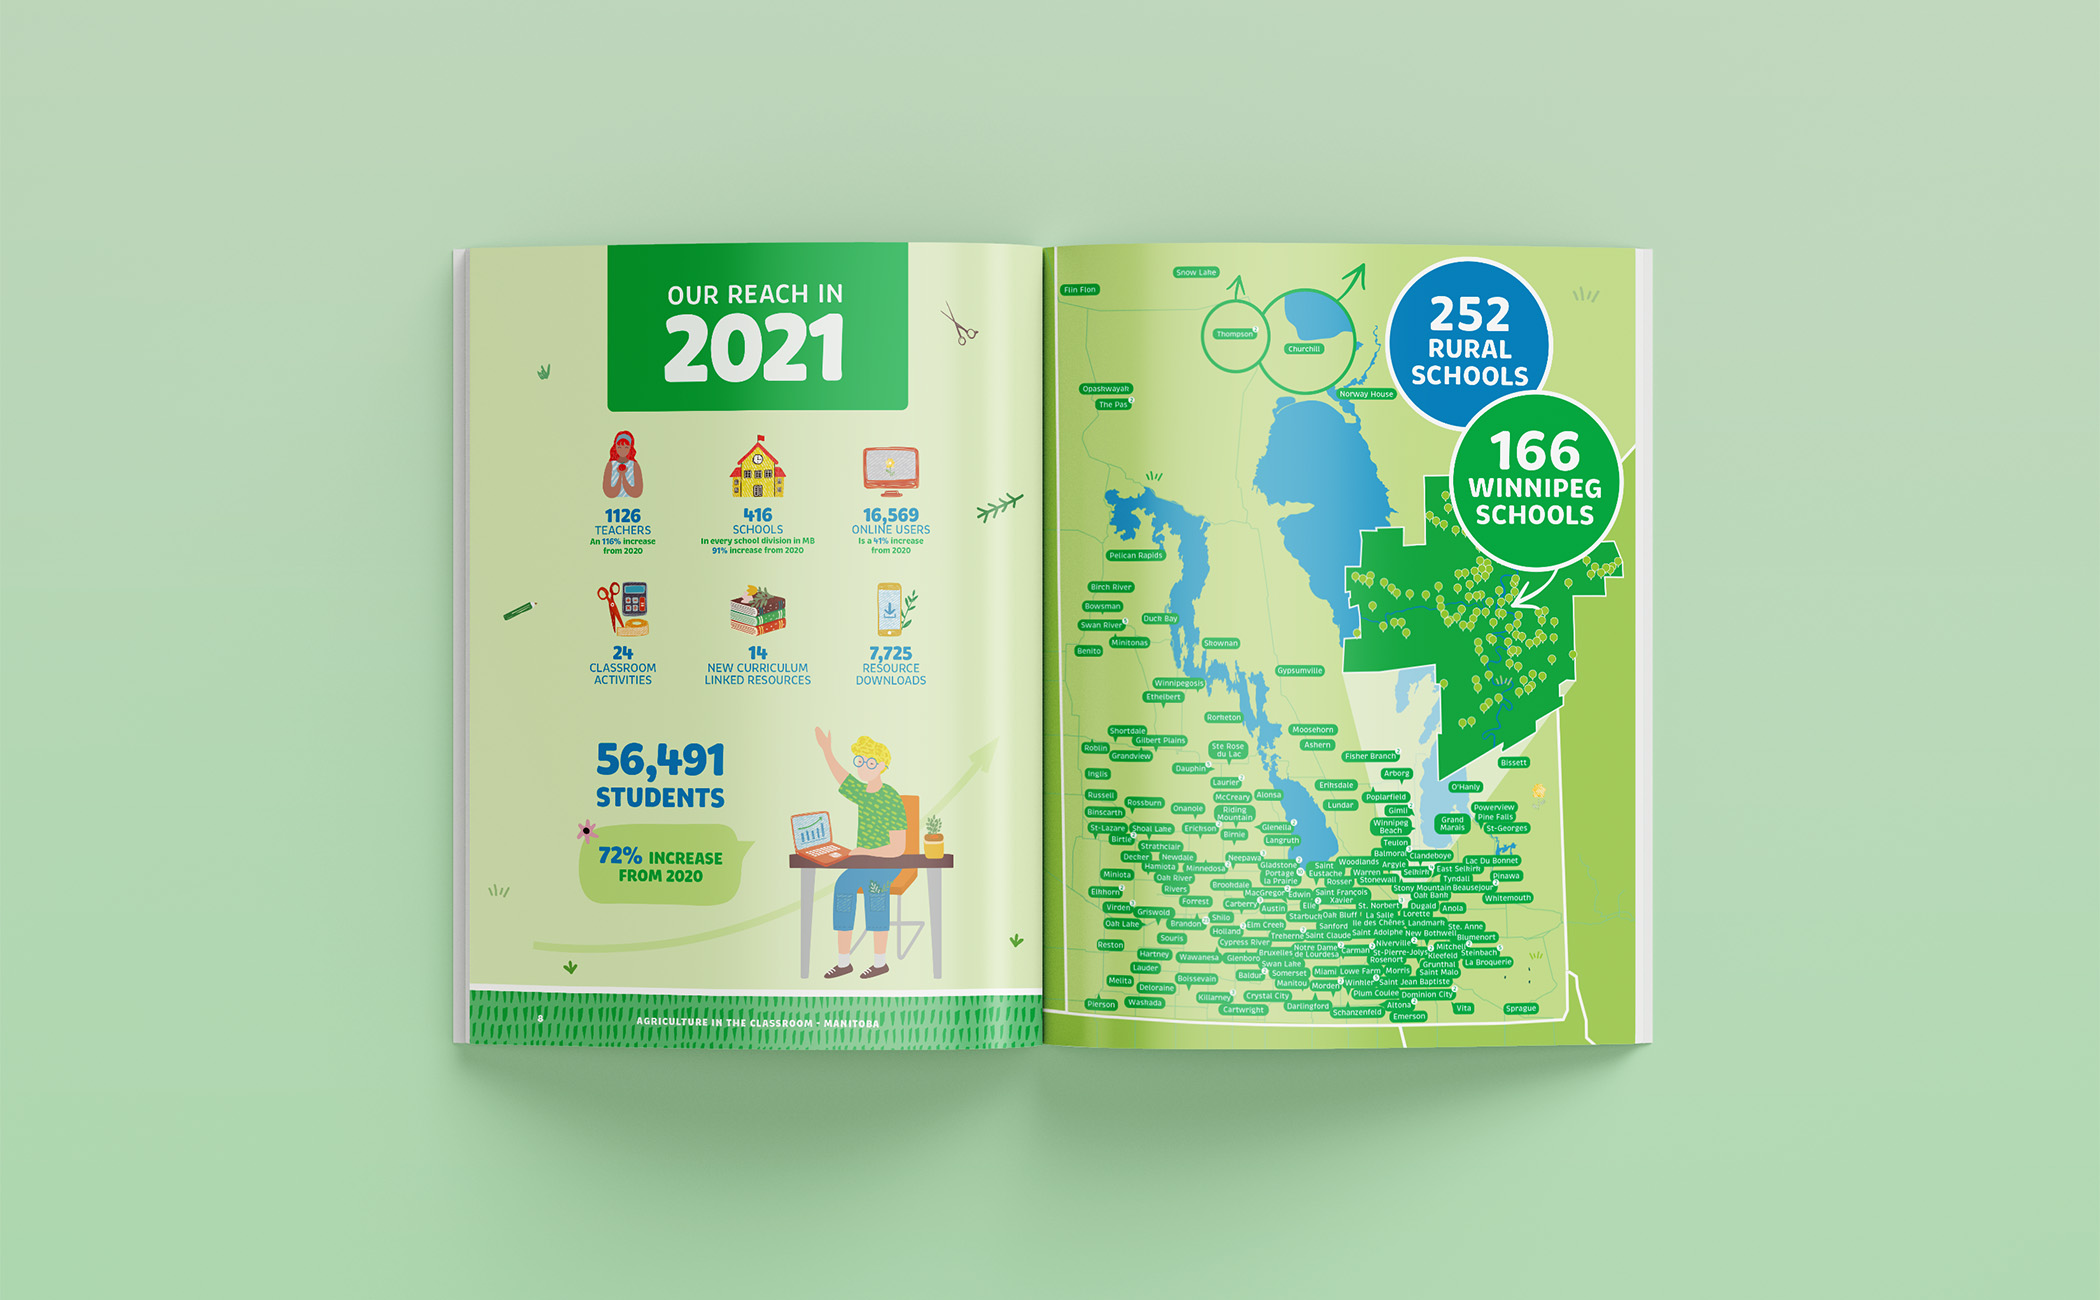 OUR REACH IN
2021
1126
TEACHERS
An 116% increase
from 2020
416
SCHOOLS
In every school division in MB
91% increase from 2020
16,569
ONLINE USERS
Is a 41% increase
from 2020
24
CLASSROOM
ACTIVITIES
14
NEW CURRICULUM
LINKED RESOURCES
7,725
RESOURCE
DOWNLOADS
56,491
STUDENTS
72% INCREASE
FROM 2020
8
AGRICULTURE IN THE CLASSROOM - MANITOBA
252
RURAL
SCHOOLS
166
WINNIPEG
SCHOOLS
Snow Lake
Flin Flon
Thompson
Churchill
Opaskwayak
The Pas
Norway House
Pelican Rapids
Birch River
Bowsman
Duck Bay
Swan River
Minitonas
Benito
Skownan
Gypsumville
Winnipegosis
Ethelbert
Rorketon
Shortdale
Gilbert Plains
Roblin
Grandview
Ste Rose
du Lac
Moosehorn
Ashern
Fisher Branch
Bissett
Dauphin
Inglis
Laurier
Arborg
Eriksdale
O'Hanly
Russell
Rossburn
McCreary
Alonsa
Poplarfield
Lundar
Binscarth
Onanole
Riding
Mountain
Gimli
Powerview
Pine Falls
St-Lazare
Shoal Lake
Erickson
Birnie
Glenella
Winnipeg
Beach
Grand
Marais
St-Georges
Birtle
Strathclair
Langruth
Teulon
Decker
Newdale
Neepawa
Balmoral
Clandeboye
Lac Du Bonnet
Hamiota
Minnedosa
Gladstone
Saint
Eustache
Woodlands
Argyle
Warren
Selkirk
East Selkirk
Miniota
Oak River
Portage
la Prairie
Rosser
Stonewall
Tyndall
Pinawa
Elkhorn
Rivers
Brookdale
MacGregor
Edwin
Saint François
Xavier
Stony Mountain
Beausejour
Oak Bank
Whitemouth
Virden
Forrest
Carberry
Austin
Elie
St. Norbert
Dugald
Anola
Griswold
Shilo
Starbuck
Oak Bluff
La Salle
Lorette
Oak Lake
Brandon
Holland
Elm Creek
Sanford
Ile des Chênes
Landmark
Ste. Anne
Souris
Treherne
Saint Claude
Saint Adolphe
New Bothwell
Blumenort
Reston
Cypress River
Notre Dame
de Lourdes
Carman
Niverville
Mitchell
Hartney
Wawanesa
Glenboro
Bruxelles
St-Pierre-Jolys
Kleefeld
Steinbach
Swan Lake
Rosenort
Grunthal
La Broquerie
Lauder
Baldur
Somerset
Miami
Lowe Farm
Morris
Saint Malo
Melita
Boissevain
Manitou
Morden
Winkler
Saint Jean Baptiste
Deloraine
Plum Coulee
Dominion City
Pierson
Waskada
Killarney
Crystal City
Altona
Cartwright
Darlingford
Schanzenfeld
Emerson
Vita
Sprague